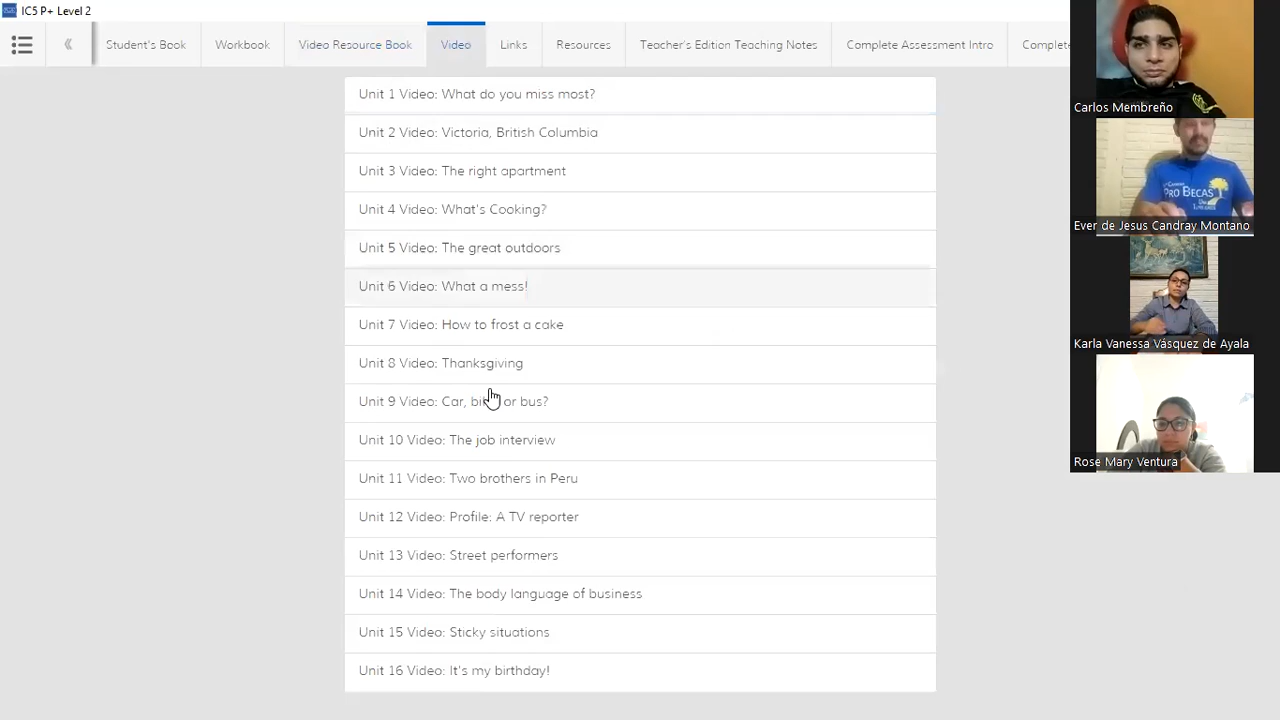 IC5 P+ Level 2
Student's Book
Workbook
Video Resource Book
Video
Links
Resources
Teacher's Edition Teaching Notes
Complete Assessment Intro
Complete
Unit 1 Video: What do you miss most?
Unit 2 Video: Victoria, British Columbia
Unit 3 Video: The right apartment
Unit 4 Video: What's Cooking?
Unit 5 Video: The great outdoors
Unit 6 Video: What a mess!
Unit 7 Video: How to frost a cake
Unit 8 Video: Thanksgiving
Unit 9 Video: Car, bike, or bus?
Unit 10 Video: The job interview
Unit 11 Video: Two brothers in Peru
Unit 12 Video: Profile: A TV reporter
Unit 13 Video: Street performers
Unit 14 Video: The body language of business
Unit 15 Video: Sticky situations
Unit 16 Video: It's my birthday!
Carlos Membreño
PRO BECAS
Ever de Jesus Candray Montano
Karla Vanessa Vásquez de Ayala
Rose Mary Ventura